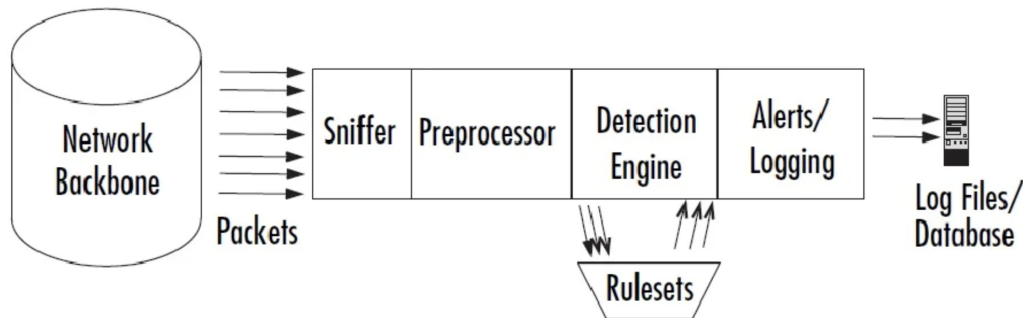 Network
Backbone
Packets
Sniffer
Preprocessor
Detection
Engine
Alerts/
Logging
Rulesets
Log Files/
Database